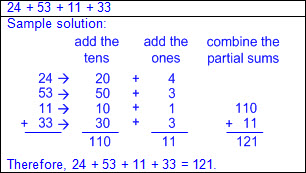 24 + 53 + 11 + 33
Sample solution:
add the add the combine the
tens ones partial sums
24 → 20 + 4
53 → 50 + 3
11 → 10 + 1 110
+ 33 → 30 + 3 + 11
110 11 121
Therefore, 24 + 53 + 11 + 33 = 121.